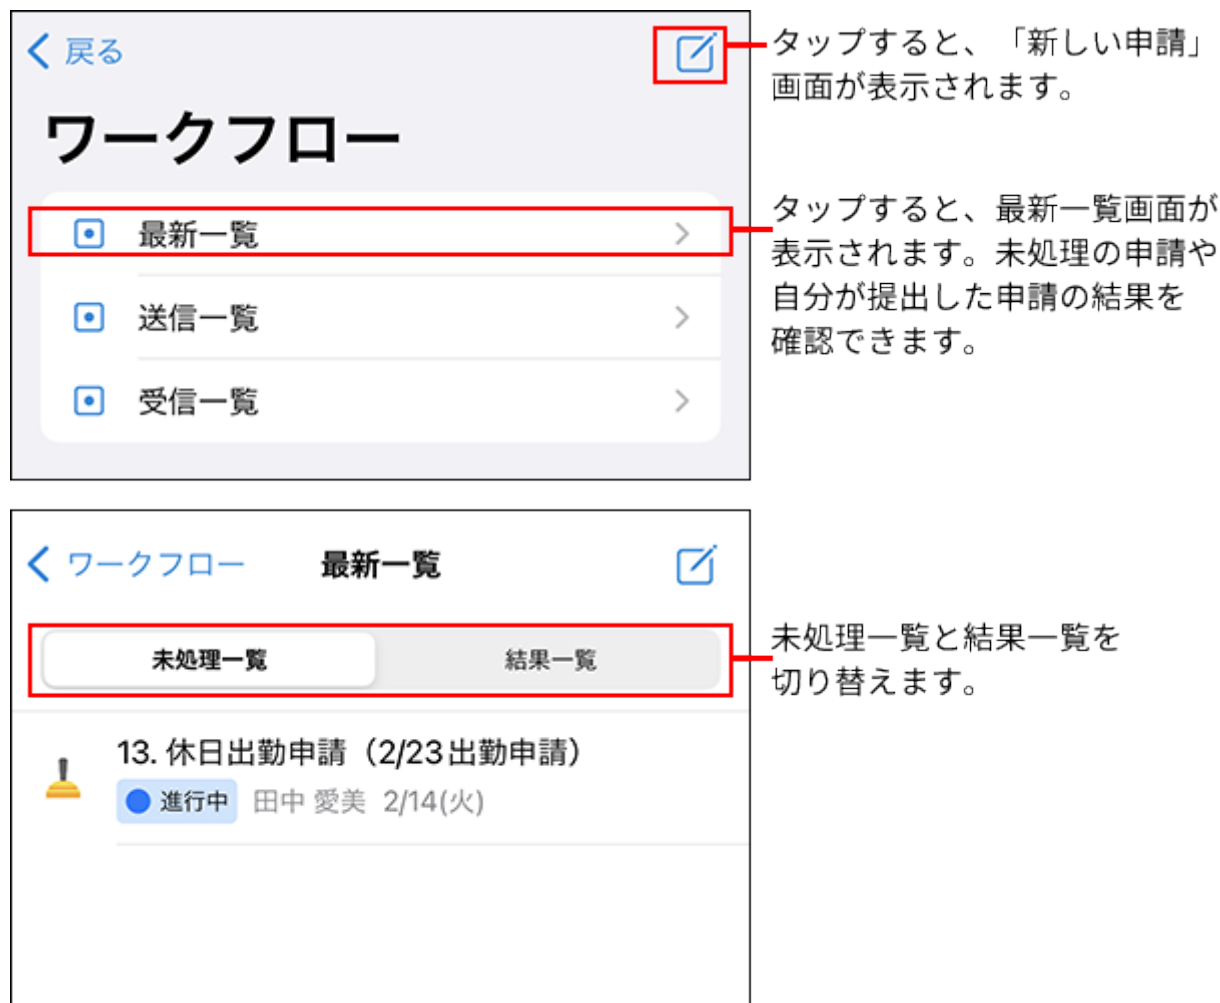 戻る
タップすると、「新しい申請」
画面が表示されます。
ワークフロー
最新一覧
タップすると、最新一覧画面が
表示されます。未処理の申請や
自分が提出した申請の結果を
確認できます。
送信一覧
受信一覧
ワークフロー 最新一覧
未処理一覧 結果一覧
未処理一覧と結果一覧を
切り替えます。
13. 休日出勤申請（2/23出勤申請）
進行中 田中 愛美 2/14(火)